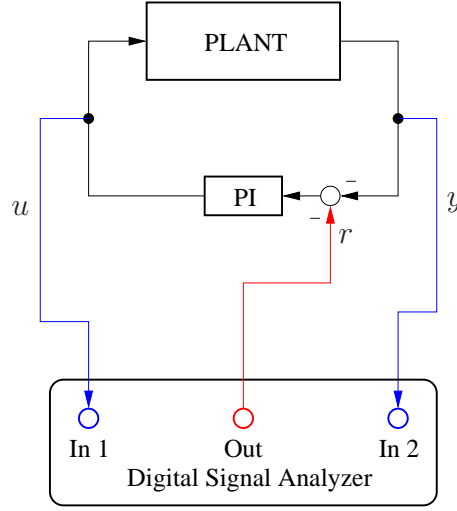 PLANT
u
PI
–
–
r
y
In 1
Out
In 2
Digital Signal Analyzer